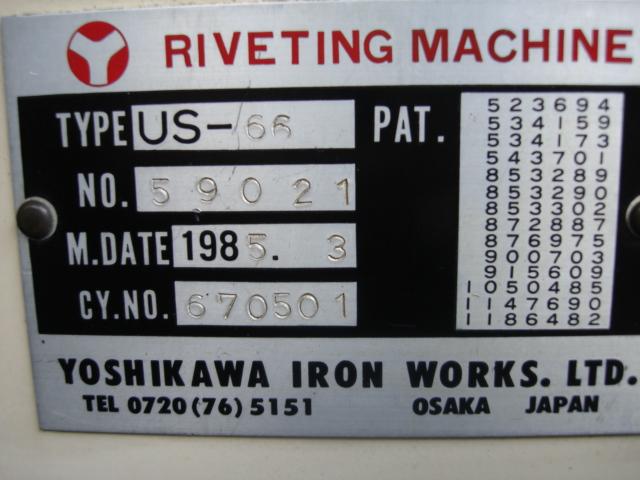 RIVETING MACHINE
TYPE US-66
NO. 59021
M.DATE 1985. 3
CY.NO. 670501
PAT.
523694
534159
534173
543701
853289
853290
853302
872887
876975
900703
915609
1050485
1147690
1186482
YOSHIKAWA IRON WORKS. LTD.
TEL 0720(76)5151 OSAKA JAPAN